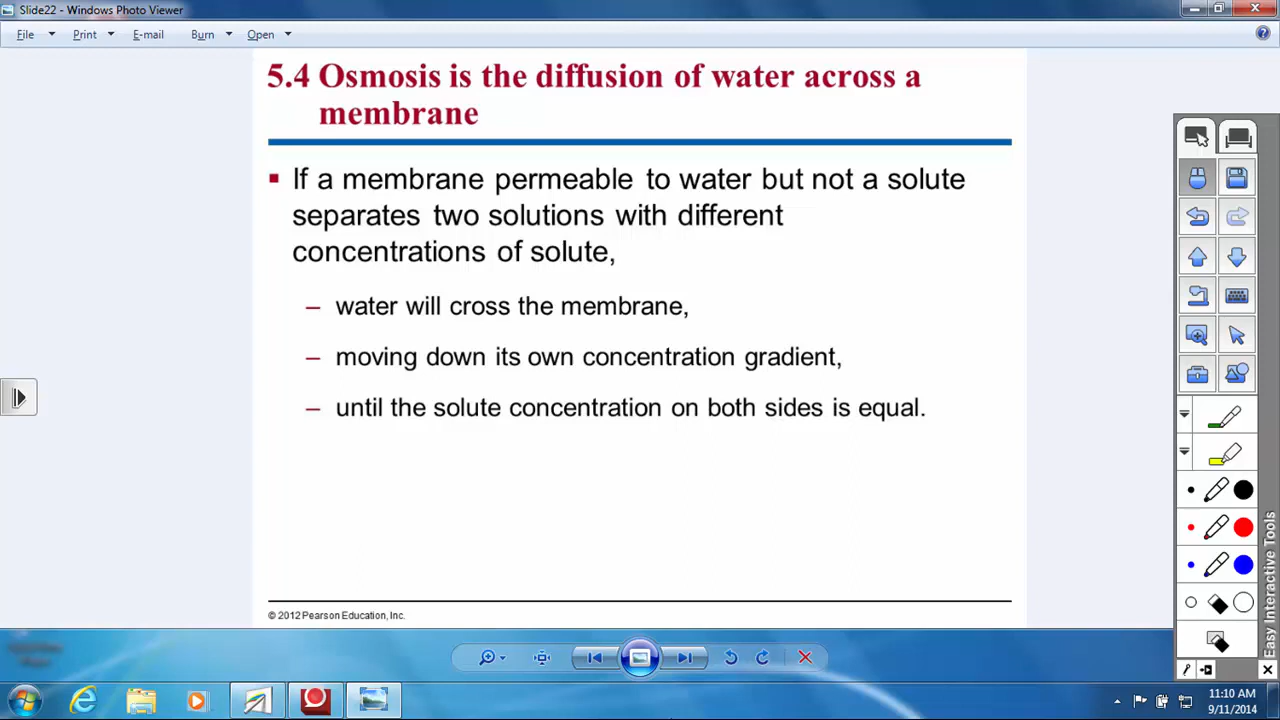 Slide22 - Windows Photo Viewer
File Print E-mail Burn Open
5.4 Osmosis is the diffusion of water across a
membrane
▪ If a membrane permeable to water but not a solute
separates two solutions with different
concentrations of solute,
– water will cross the membrane,
– moving down its own concentration gradient,
– until the solute concentration on both sides is equal.
© 2012 Pearson Education, Inc.
Easy Interactive Tools
11:10 AM
9/11/2014